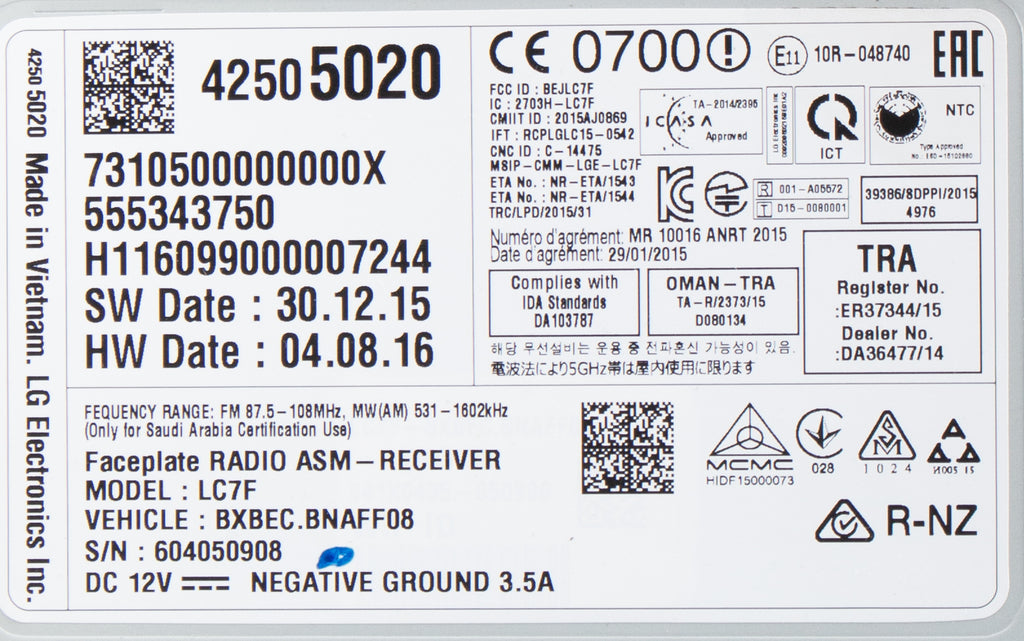 4250 5020 Made in Vietnam. LG Electronics Inc.
4250 5020
7310500000000X
555343750
H116099000007244
SW Date : 30.12.15
HW Date : 04.08.16
CE 0700
E11 10R-048740
EAC
FCC ID : BEJLC7F
IC : 2703H-LC7F
CMIIT ID : 2015AJ0869
IFT : RCPLGLC15-0542
CNC ID : C-14475
MSIP-CMM-LGE-LC7F
ETA No. : NR-ETA/1543
ETA No. : NR-ETA/1544
TRC/LPD/2015/31
TA-2014/2395
ICASA
Approved
ICT
NTC
Type Approved
R 001-A06672
T D15-0080001
39386/SDPPI/2015
4976
Numéro d'agrément: MR 10016 ANRT 2015
Date d'agrément: 29/01/2015
Complies with
IDA Standards
DA103787
OMAN-TRA
TA-R/2373/15
D080134
TRA
Register No.
:ER37344/15
Dealer No.
:DA36477/14
해당 무선설비는 운용 중 전파혼신 가능성이 있음.
電波法により5GHz帯は屋内使用に限ります
FEQUENCY RANGE: FM 87.5-108MHz, MW(AM) 531-1602kHz
(Only for Saudi Arabia Certification Use)
Faceplate RADIO ASM-RECEIVER
MODEL : LC7F
VEHICLE : BXBEC.BNAFF08
S/N : 604050908
DC 12V NEGATIVE GROUND 3.5A
MCMC
HIDF15000073
028
1024
И005 15
R-NZ